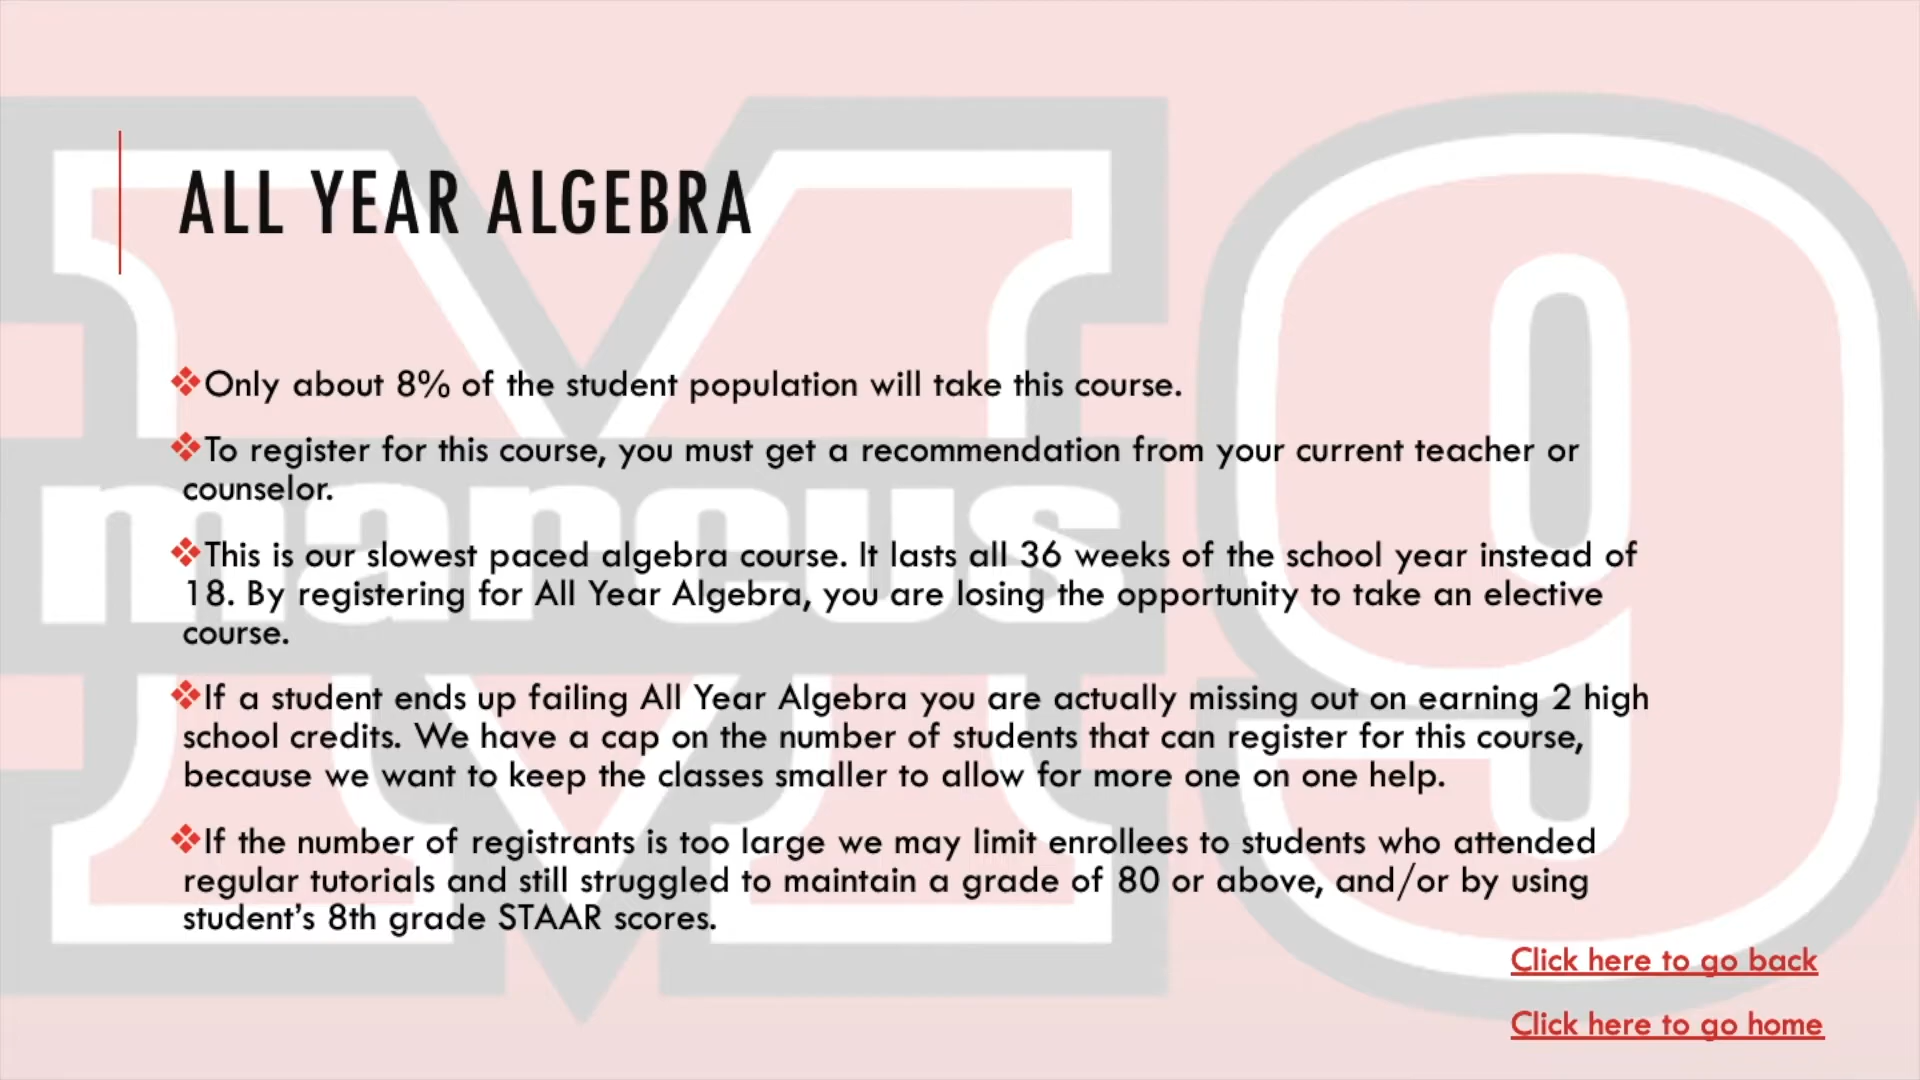 ALL YEAR ALGEBRA
❖Only about 8% of the student population will take this course.
❖To register for this course, you must get a recommendation from your current teacher or
counselor.
❖This is our slowest paced algebra course. It lasts all 36 weeks of the school year instead of
18. By registering for All Year Algebra, you are losing the opportunity to take an elective
course.
❖If a student ends up failing All Year Algebra you are actually missing out on earning 2 high
school credits. We have a cap on the number of students that can register for this course,
because we want to keep the classes smaller to allow for more one on one help.
❖If the number of registrants is too large we may limit enrollees to students who attended
regular tutorials and still struggled to maintain a grade of 80 or above, and/or by using
student’s 8th grade STAAR scores.
Click here to go back
Click here to go home
M 9
marcus